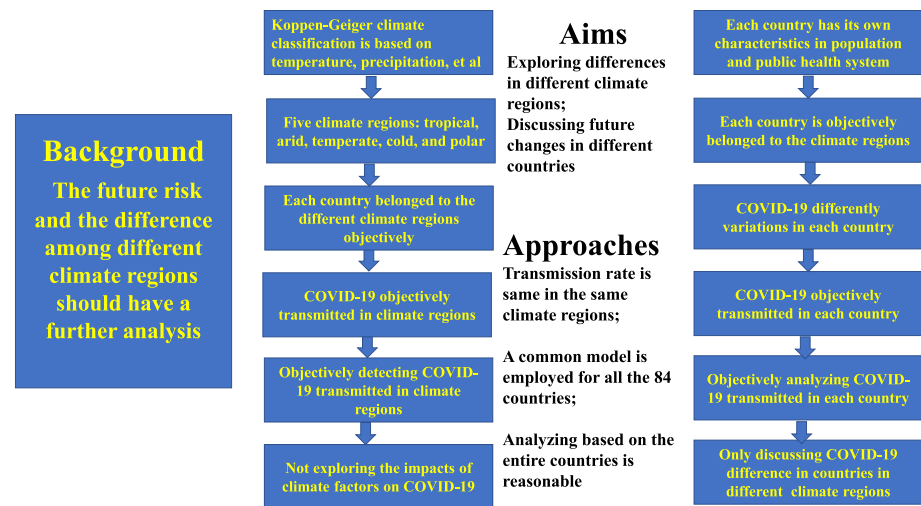 Background
The future risk
and the difference
among different
climate regions
should have a
further analysis
Koppen-Geiger climate
classification is based on
temperature, precipitation, et al
Five climate regions: tropical,
arid, temperate, cold, and polar
Each country belonged to the
different climate regions
objectively
COVID-19 objectively
transmitted in climate regions
Objectively detecting COVID-
19 transmitted in climate
regions
Not exploring the impacts of
climate factors on COVID-19
Aims
Exploring differences
in different climate
regions;
Discussing future
changes in different
countries
Approaches
Transmission rate is
same in the same
climate regions;
A common model is
employed for all the 84
countries;
Analyzing based on the
entire countries is
reasonable
Each country has its own
characteristics in population
and public health system
Each country is objectively
belonged to the climate regions
COVID-19 differently
variations in each country
COVID-19 objectively
transmitted in each country
Objectively analyzing COVID-
19 transmitted in each country
Only discussing COVID-19
difference in countries in
different climate regions